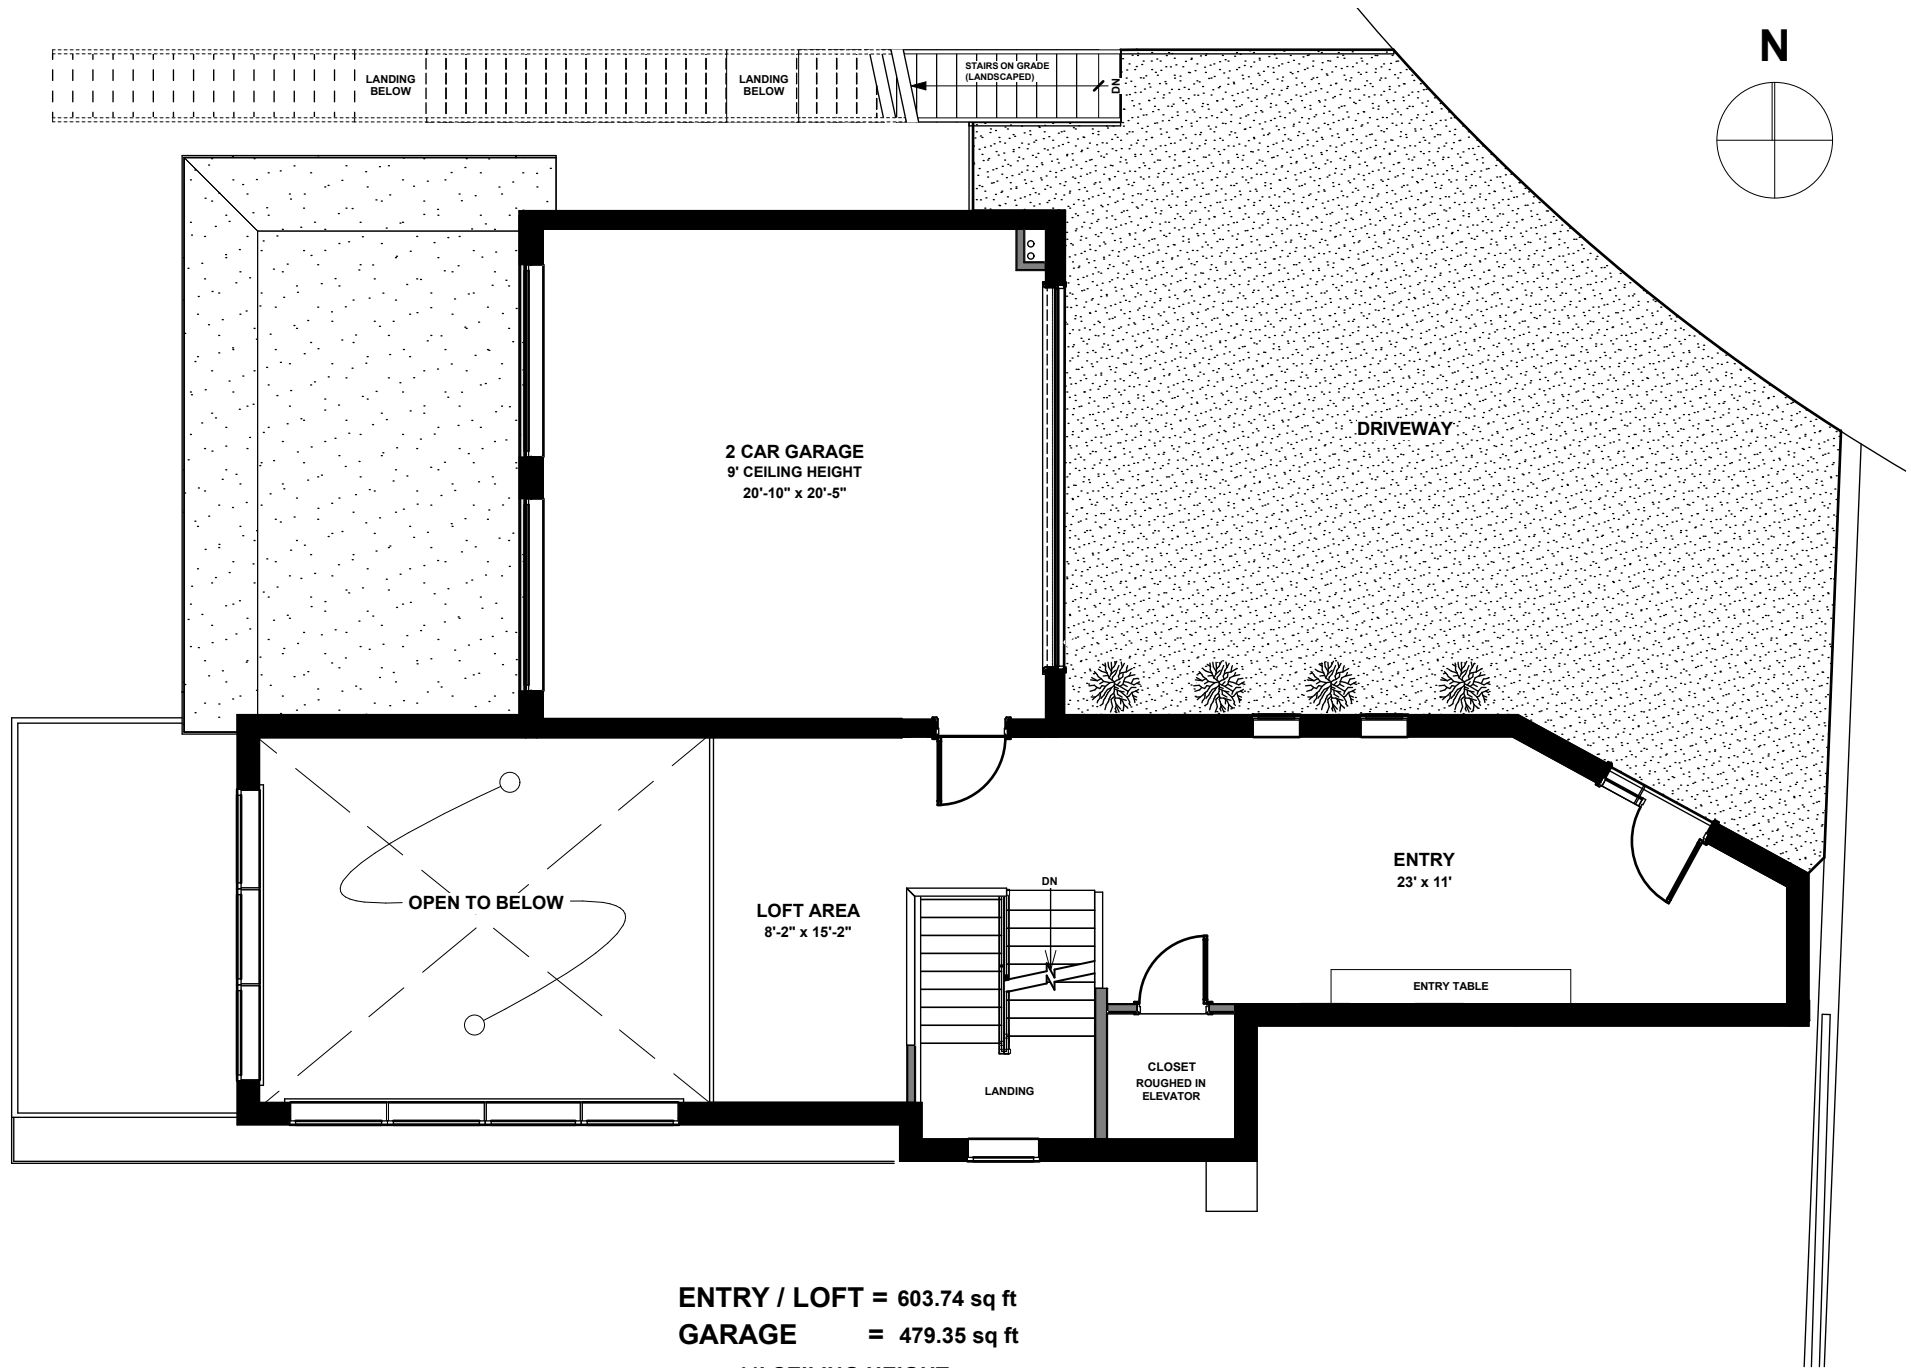 N
STAIRS ON GRADE
(LANDSCAPED)
DN
LANDING
BELOW
LANDING
BELOW
2 CAR GARAGE
9' CEILING HEIGHT
20'-10" x 20'-5"
DRIVEWAY
ENTRY
23' x 11'
DN
OPEN TO BELOW
LOFT AREA
8'-2" x 15'-2"
ENTRY TABLE
CLOSET
ROUGHED IN
ELEVATOR
LANDING
ENTRY / LOFT = 603.74 sq ft
GARAGE = 479.35 sq ft
CEILING HEIGHT